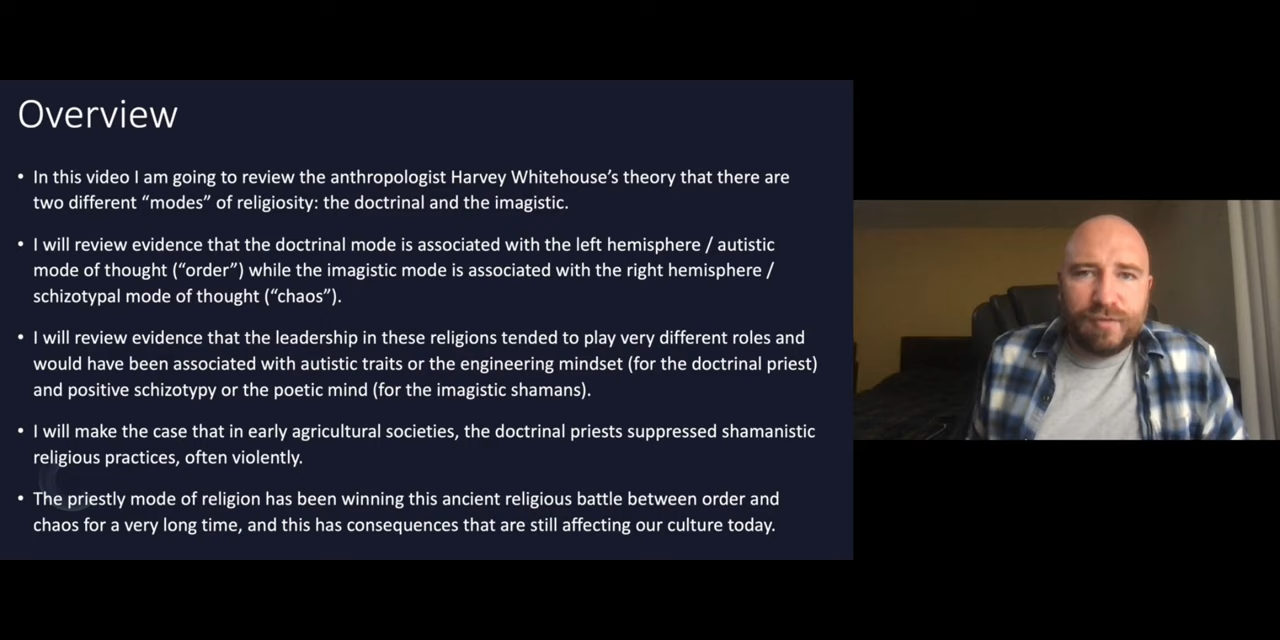 Overview
• In this video I am going to review the anthropologist Harvey Whitehouse’s theory that there are
two different “modes” of religiosity: the doctrinal and the imagistic.
• I will review evidence that the doctrinal mode is associated with the left hemisphere / autistic
mode of thought (“order”) while the imagistic mode is associated with the right hemisphere /
schizotypal mode of thought (“chaos”).
• I will review evidence that the leadership in these religions tended to play very different roles and
would have been associated with autistic traits or the engineering mindset (for the doctrinal priest)
and positive schizotypy or the poetic mind (for the imagistic shamans).
• I will make the case that in early agricultural societies, the doctrinal priests suppressed shamanistic
religious practices, often violently.
• The priestly mode of religion has been winning this ancient religious battle between order and
chaos for a very long time, and this has consequences that are still affecting our culture today.